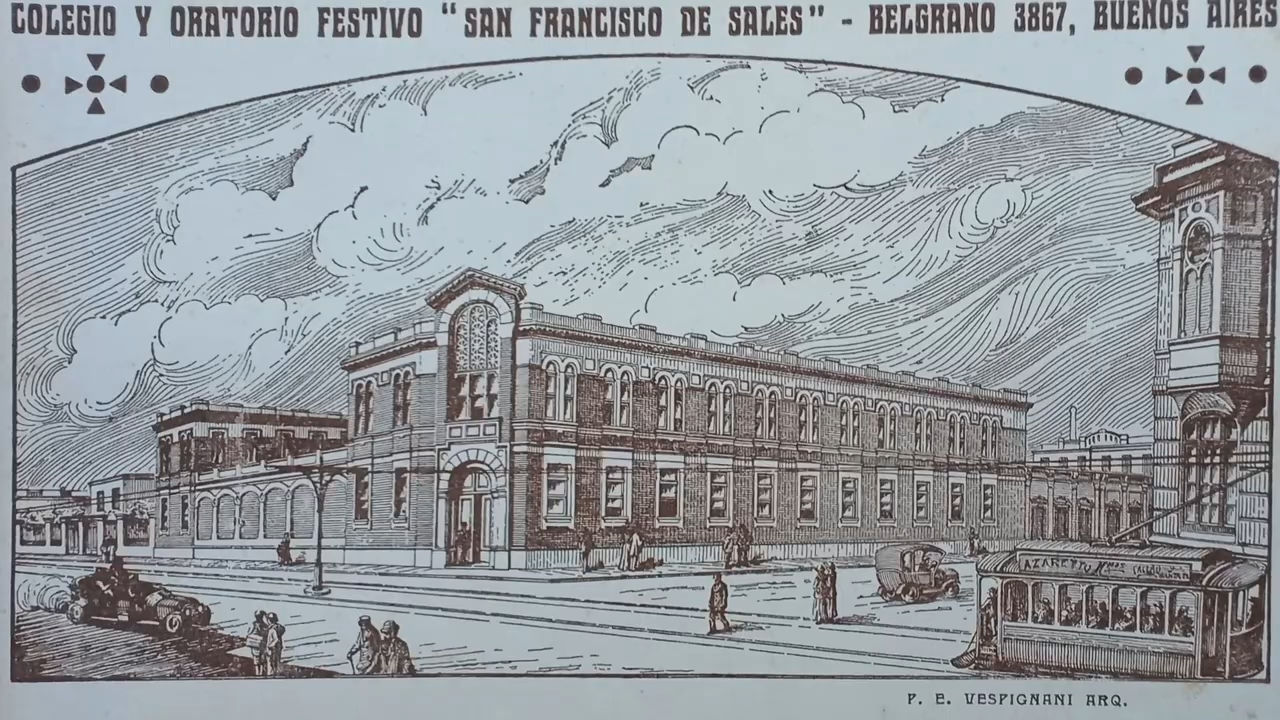 COLEGIO Y ORATORIO FESTIVO "SAN FRANCISCO DE SALES" - BELGRANO 3867, BUENOS AIRES
P. E. VESPIGNANI ARQ.